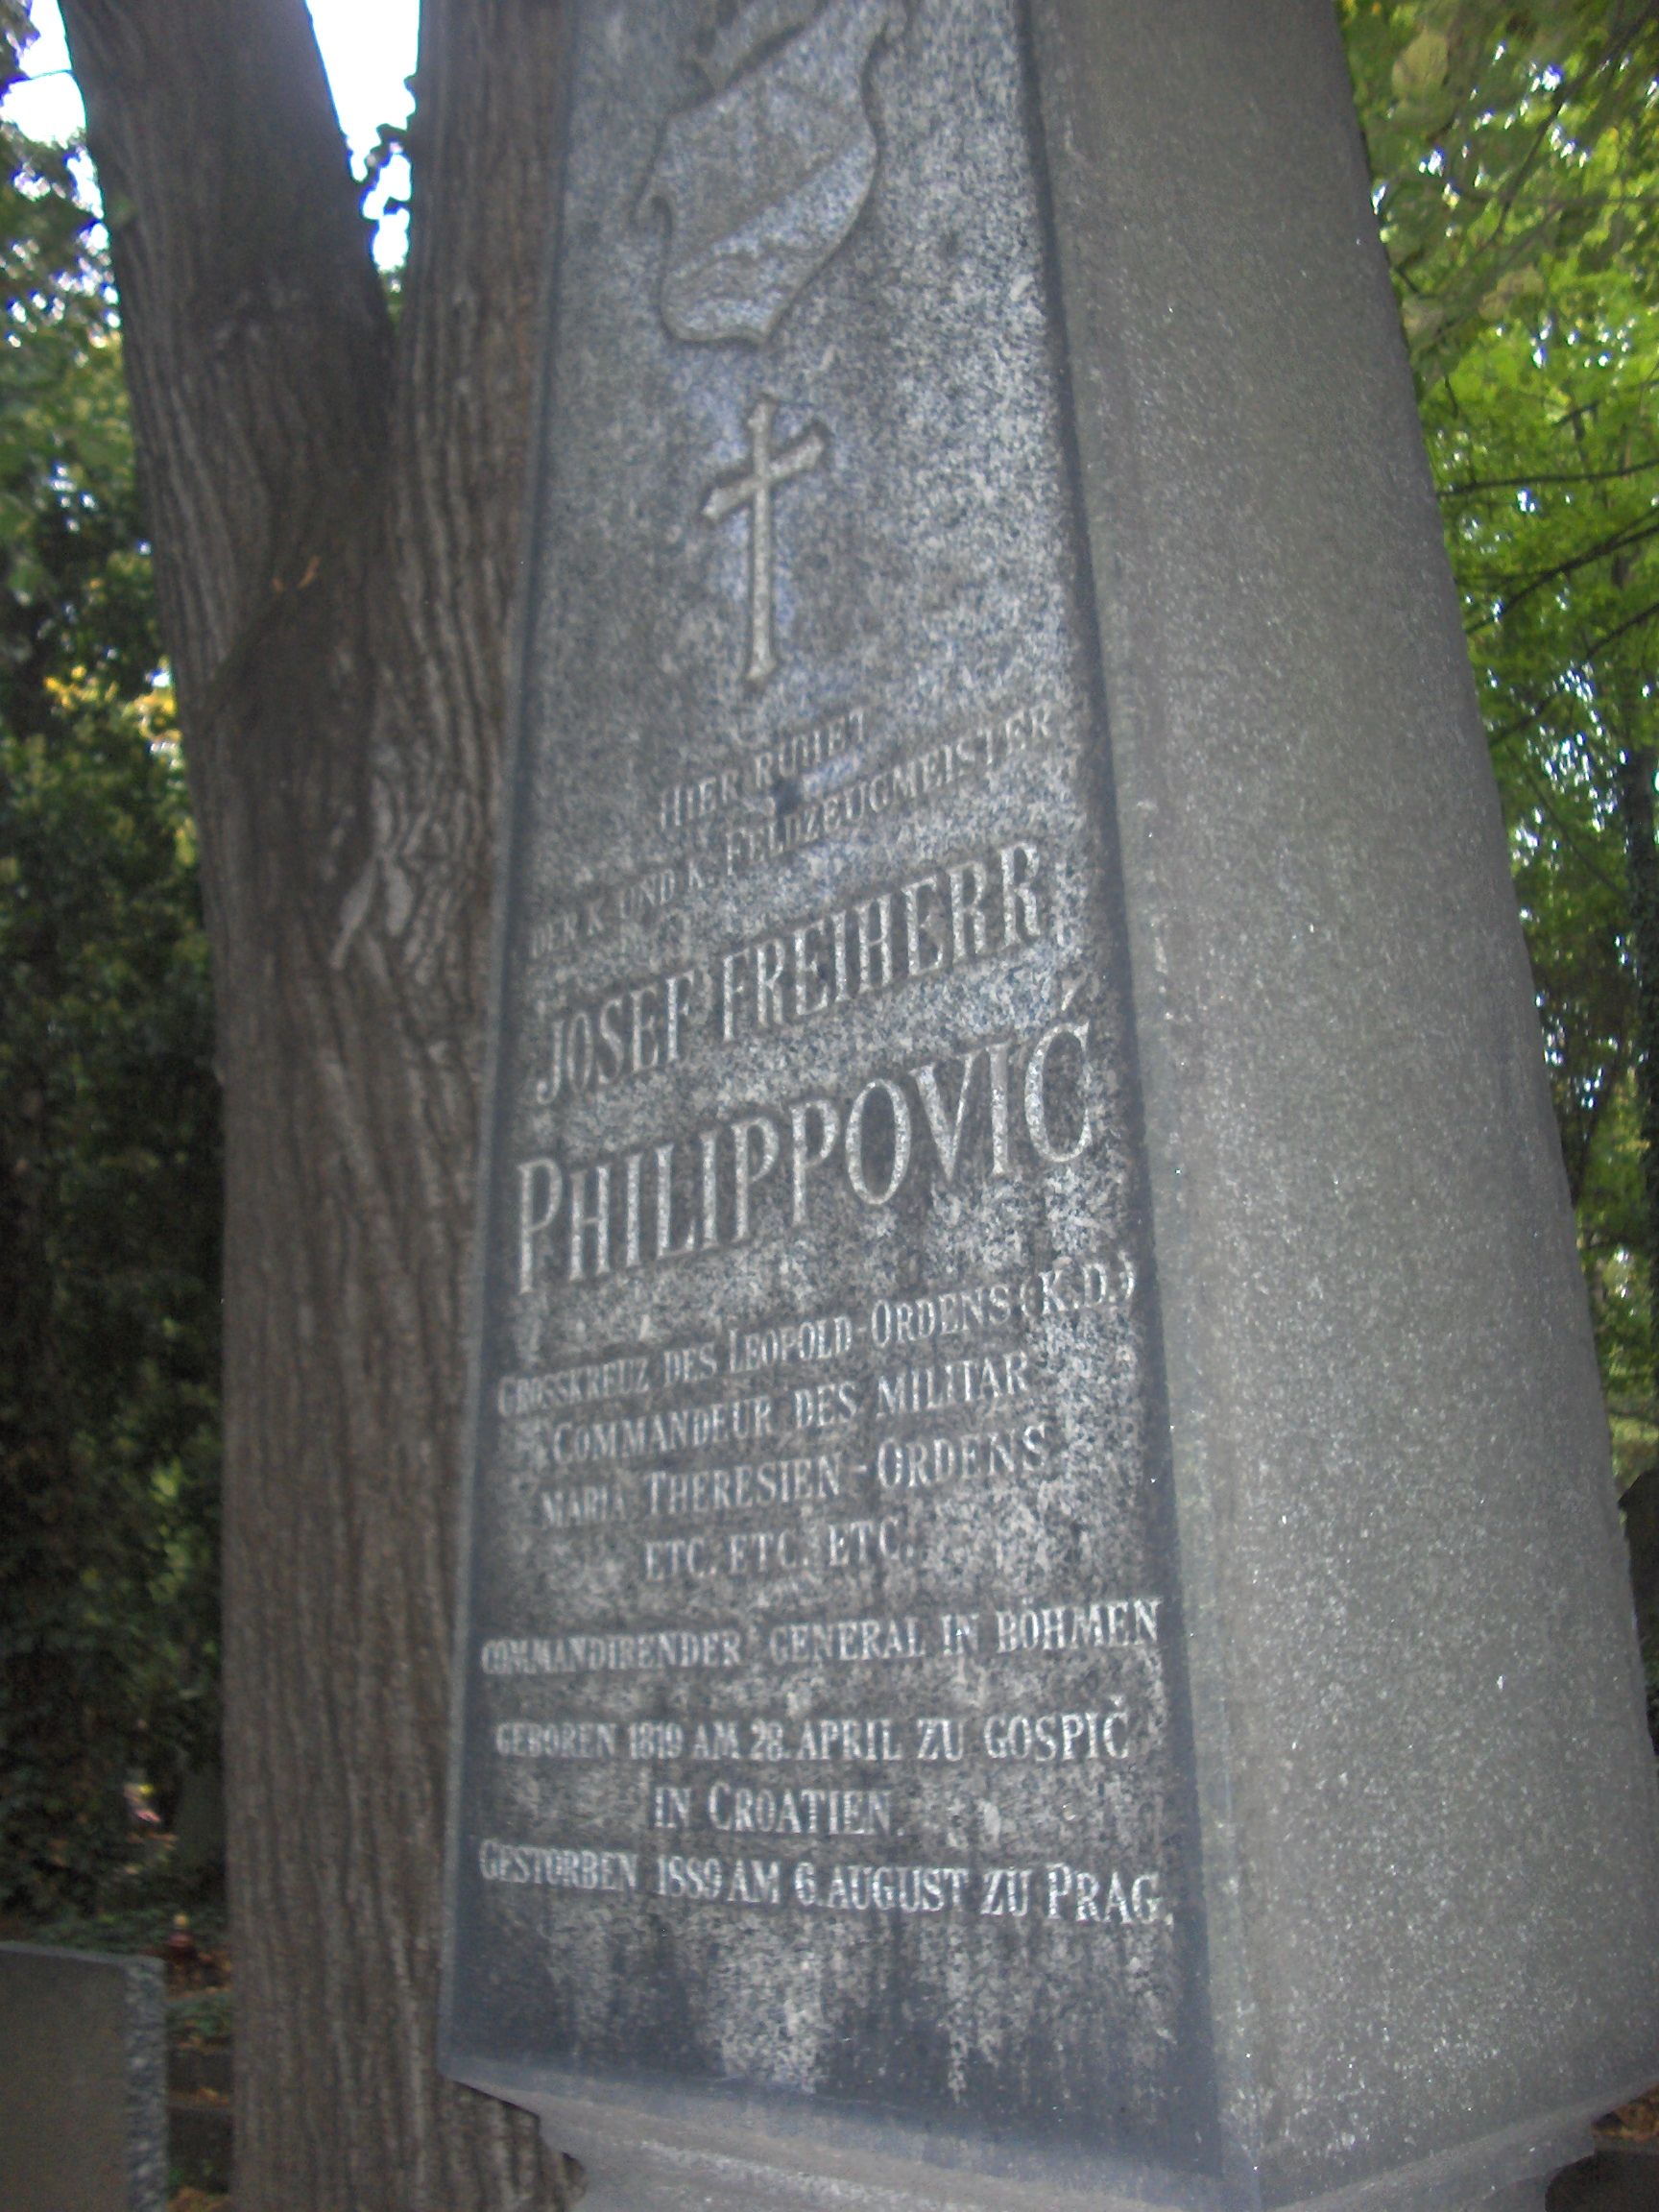 HIER RUHET
DER K. UND K. FELDZEUGMEISTER
JOSEF FREIHERR
PHILIPPOVIĆ
GROSSKREUZ DES LEOPOLD-ORDENS (K.D.)
COMMANDEUR DES MILITAR
MARIA THERESIEN-ORDENS
ETC. ETC. ETC.
COMMANDIRENDER GENERAL IN BÖHMEN
GEBOREN 1819 AM 28. APRIL ZU GOSPIČ
IN CROATIEN.
GESTORBEN 1889 AM 6. AUGUST ZU PRAG.